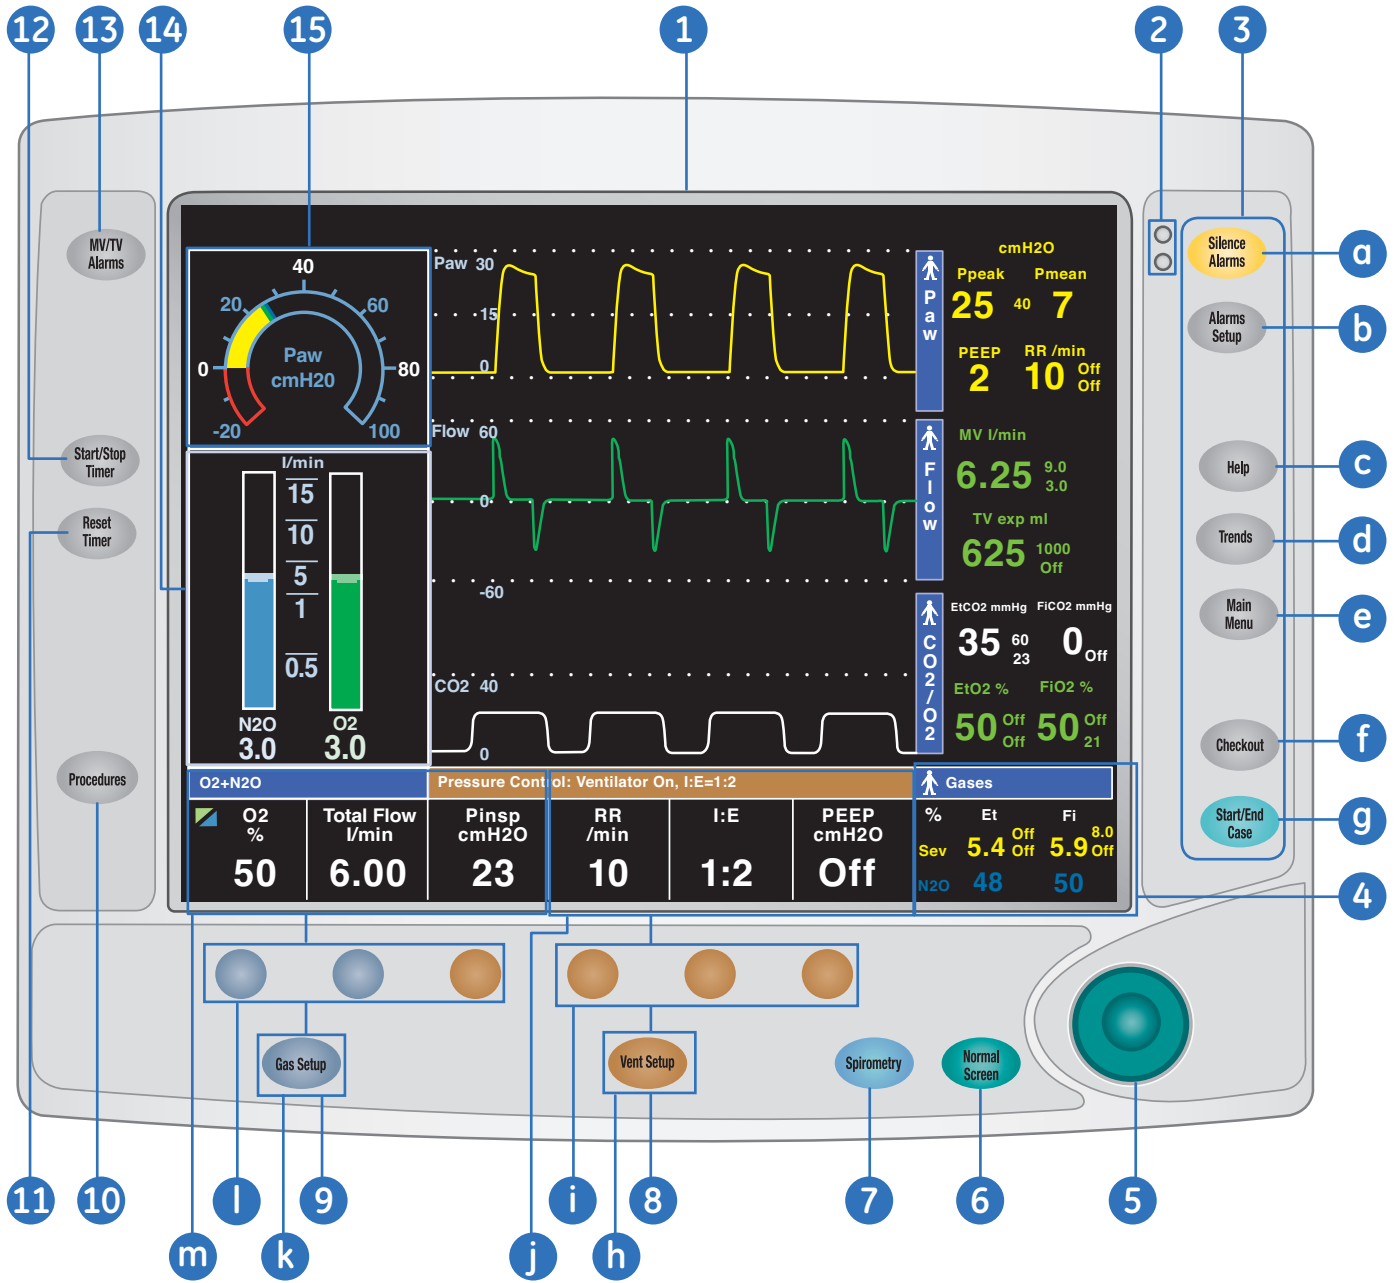 12
13
14
15
1
2
3
MV/TV
Alarms
Start/Stop
Timer
Reset
Timer
Procedures
40
20
60
0
80
-20
100
Paw
cmH20
l/min
15
10
5
1
0.5
N2O
3.0
O2
3.0
Paw 30
15
0
Flow 60
0
-60
CO2 40
0
Paw
cmH2O
Ppeak Pmean
25 40 7
PEEP RR /min
2 10 Off
Off
Flow
MV l/min
6.25 9.0
3.0
TV exp ml
625 1000
Off
CO2/O2
EtCO2 mmHg FiCO2 mmHg
35 60
23 0 Off
EtO2 % FiO2 %
50 Off
Off 50 Off
21
O2+N2O
Pressure Control: Ventilator On, I:E=1:2
Gases
O2
%
50
Total Flow
l/min
6.00
Pinsp
cmH2O
23
RR
/min
10
I:E
1:2
PEEP
cmH2O
Off
% Et Fi
Sev 5.4 Off
Off 5.9 8.0
Off
N2O 48 50
Silence
Alarms
a
Alarms
Setup
b
Help
c
Trends
d
Main
Menu
e
Checkout
f
Start/End
Case
g
4
Gas Setup
Vent Setup
Spirometry
Normal
Screen
11
10
l
9
i
8
7
6
5
m
k
j
h